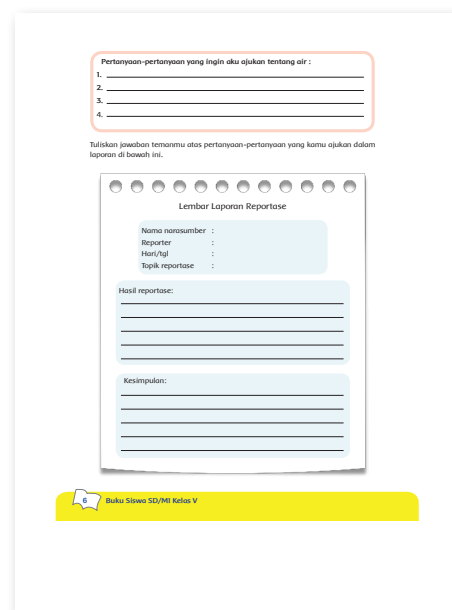 Pertanyaan-pertanyaan yang ingin aku ajukan tentang air :
1.
2.
3.
4.
Tuliskan jawaban temanmu atas pertanyaan-pertanyaan yang kamu ajukan dalam
laporan di bawah ini.
Lembar Laporan Reportase
Nama narasumber :
Reporter :
Hari/tgl :
Topik reportase :
Hasil reportase:
Kesimpulan:
6 Buku Siswa SD/MI Kelas V